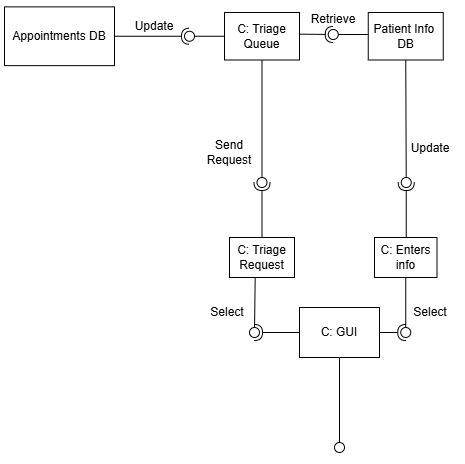 Update
Retrieve
Appointments DB
C: Triage
Queue
Patient Info
DB
Send
Request
Update
C: Triage
Request
C: Enters
info
Select
Select
C: GUI